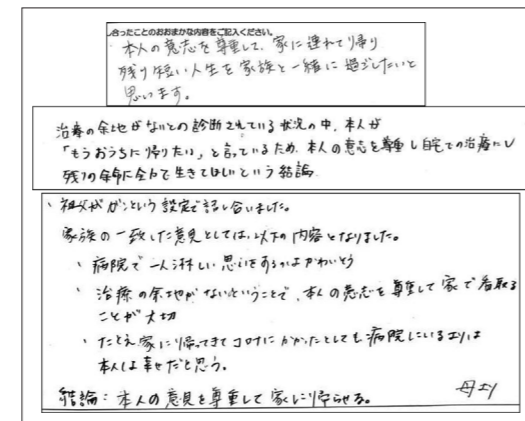 合ったことのおおまかな内容をご記入ください。
本人の意志を尊重して、家に連れて帰り
残り短い人生を家族と一緒に過ごしたいと
思います。
治療の余地がないとの診断されている状況の中、本人が
「もうおうちに帰りたい」と言っているため、本人の意志を尊重し自宅での治療にし
残りの余命に全力で生きてほしいという結論
・祖父がガンという設定で話し合いました。
家族の一致した意見としては、以下の内容となりました。
・病院で一人淋しい思いをするのはかわいそう
・治療の余地がないということで、本人の意志を尊重して家で看取る
ことが大切
・たとえ家に帰ってきてコロナにかかったとしても病院にいるよりは
本人は幸せだと思う。
結論：本人の意見を尊重して家に帰らせる。
母より